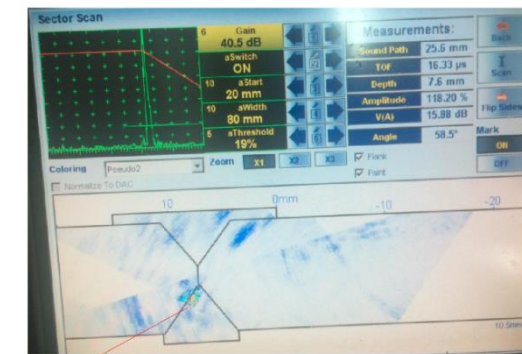 Sector Scan
6 Gain
40.5 dB
aSwitch
ON
10 aStart
20 mm
10 aWidth
80 mm
5 aThreshold
19%
Measurements:
Sound Path 25.6 mm
TOF 16.33 µs
Depth 7.6 mm
Amplitude 118.20 %
V(A) 15.88 dB
Angle 58.5°
Back
Scan
Flip Sides
Mark
ON
OFF
Coloring Pseudo2 Zoom X1 X2 X3 Flank
Paint
Normalize To DAC
10 0mm -10 -20
10.5mm